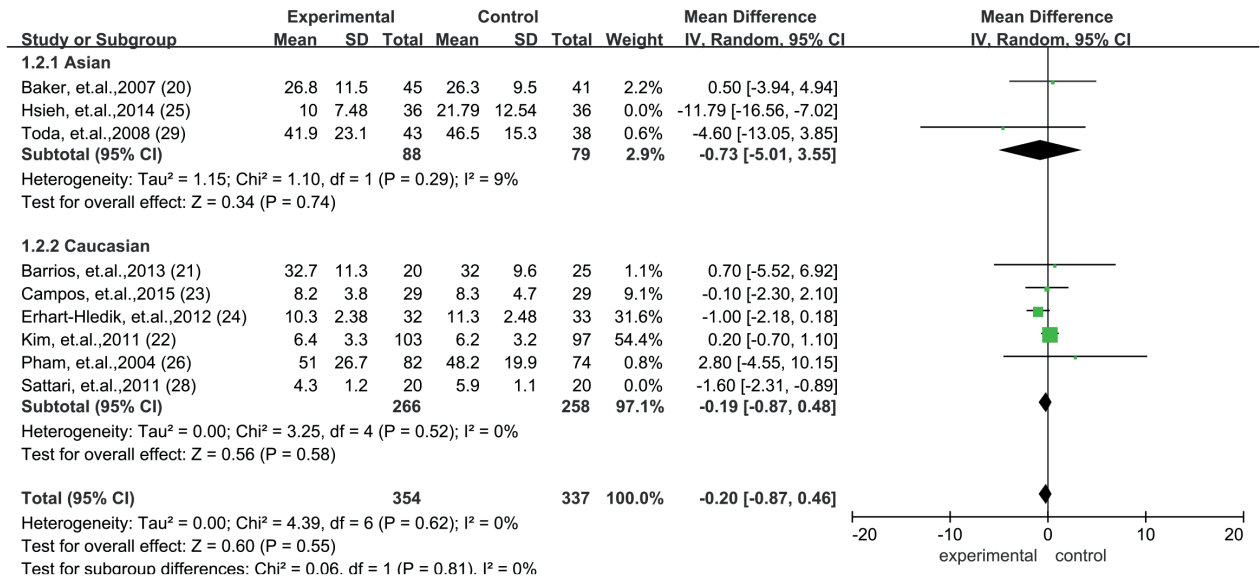 Experimental Control Mean Difference Mean Difference
Study or Subgroup Mean SD Total Mean SD Total Weight IV, Random, 95% CI IV, Random, 95% CI
1.2.1 Asian
Baker, et.al.,2007 (20) 26.8 11.5 45 26.3 9.5 41 2.2% 0.50 [-3.94, 4.94]
Hsieh, et.al.,2014 (25) 10 7.48 36 21.79 12.54 36 0.0% -11.79 [-16.56, -7.02]
Toda, et.al.,2008 (29) 41.9 23.1 43 46.5 15.3 38 0.6% -4.60 [-13.05, 3.85]
Subtotal (95% CI) 88 79 2.9% -0.73 [-5.01, 3.55]
Heterogeneity: Tau² = 1.15; Chi² = 1.10, df = 1 (P = 0.29); I² = 9%
Test for overall effect: Z = 0.34 (P = 0.74)
1.2.2 Caucasian
Barrios, et.al.,2013 (21) 32.7 11.3 20 32 9.6 25 1.1% 0.70 [-5.52, 6.92]
Campos, et.al.,2015 (23) 8.2 3.8 29 8.3 4.7 29 9.1% -0.10 [-2.30, 2.10]
Erhart-Hledik, et.al.,2012 (24) 10.3 2.38 32 11.3 2.48 33 31.6% -1.00 [-2.18, 0.18]
Kim, et.al.,2011 (22) 6.4 3.3 103 6.2 3.2 97 54.4% 0.20 [-0.70, 1.10]
Pham, et.al.,2004 (26) 51 26.7 82 48.2 19.9 74 0.8% 2.80 [-4.55, 10.15]
Sattari, et.al.,2011 (28) 4.3 1.2 20 5.9 1.1 20 0.0% -1.60 [-2.31, -0.89]
Subtotal (95% CI) 266 258 97.1% -0.19 [-0.87, 0.48]
Heterogeneity: Tau² = 0.00; Chi² = 3.25, df = 4 (P = 0.52); I² = 0%
Test for overall effect: Z = 0.56 (P = 0.58)
Total (95% CI) 354 337 100.0% -0.20 [-0.87, 0.46]
Heterogeneity: Tau² = 0.00; Chi² = 4.39, df = 6 (P = 0.62); I² = 0%
Test for overall effect: Z = 0.60 (P = 0.55)
Test for subgroup differences: Chi² = 0.06, df = 1 (P = 0.81), I² = 0%
-20 -10 0 10 20
experimental control